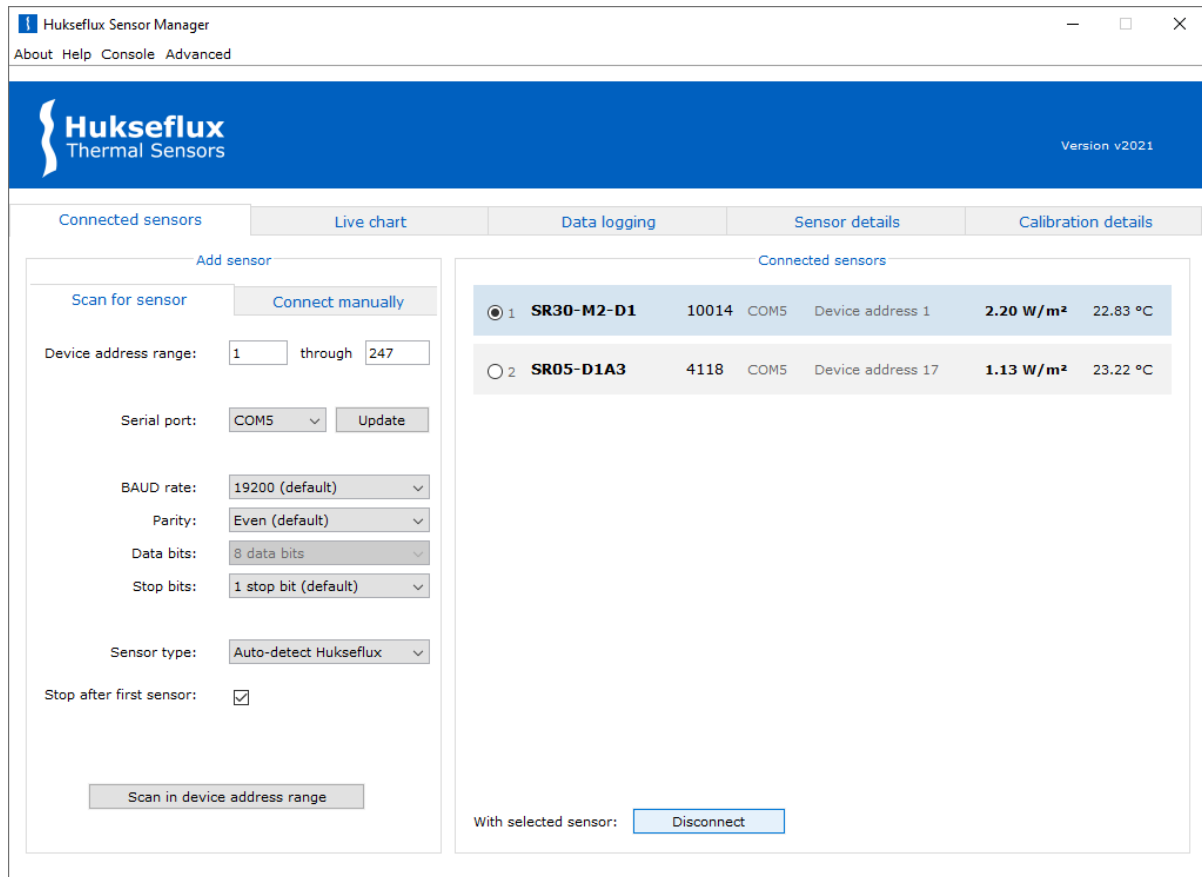 Hukseflux Sensor Manager
About Help Console Advanced
Hukseflux
Thermal Sensors
Version v2021
Connected sensors
Live chart
Data logging
Sensor details
Calibration details
Add sensor
Scan for sensor
Connect manually
Device address range: 1 through 247
Serial port: COM5 Update
BAUD rate: 19200 (default)
Parity: Even (default)
Data bits: 8 data bits
Stop bits: 1 stop bit (default)
Sensor type: Auto-detect Hukseflux
Stop after first sensor:
Scan in device address range
Connected sensors
1 SR30-M2-D1 10014 COM5 Device address 1 2.20 W/m² 22.83 °C
2 SR05-D1A3 4118 COM5 Device address 17 1.13 W/m² 23.22 °C
With selected sensor: Disconnect